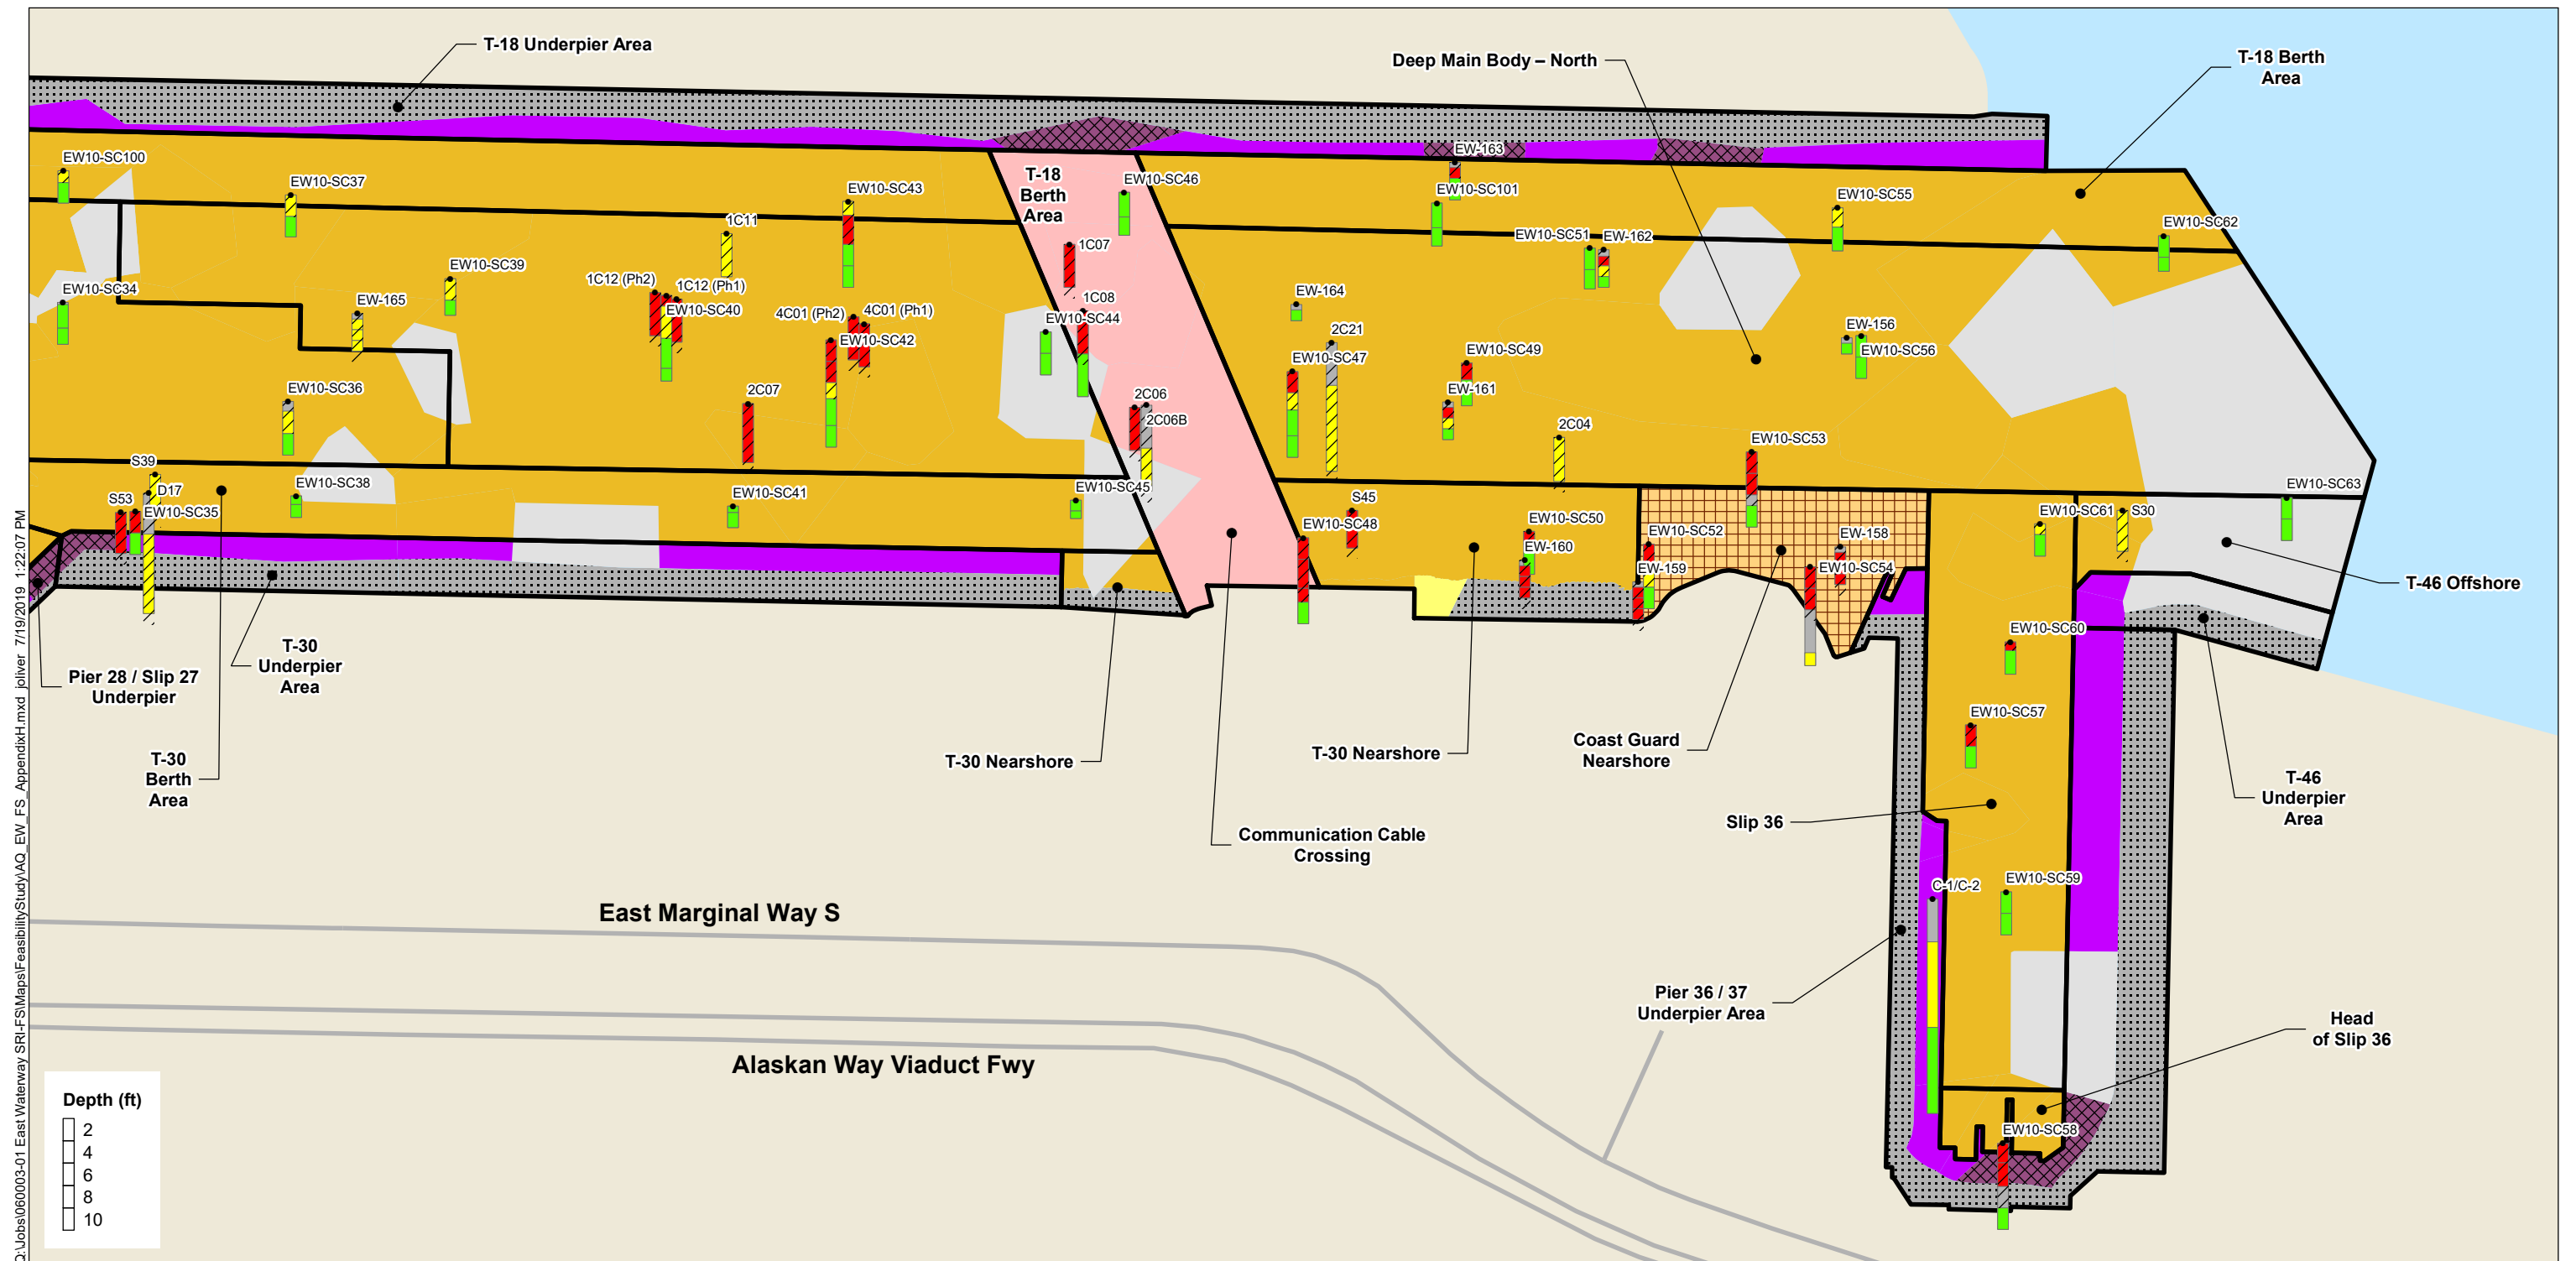 T-18 Underpier Area
Deep Main Body – North
T-18 Berth
Area
EW10-SC100
EW10-SC37
EW10-SC43
1C11
T-18
Berth
Area
EW10-SC46
EW-163
EW10-SC101
EW10-SC55
EW10-SC62
EW10-SC51
EW-162
1C07
EW10-SC39
EW10-SC34
EW-165
1C12 (Ph2)
1C12 (Ph1)
EW10-SC40
4C01 (Ph2)
4C01 (Ph1)
EW10-SC42
1C08
EW10-SC44
EW-164
2C21
EW10-SC47
EW10-SC49
EW-161
EW-156
EW10-SC56
EW10-SC36
2C07
2C06
2C06B
2C04
EW10-SC53
S39
D17
S53
EW10-SC35
EW10-SC38
EW10-SC41
EW10-SC45
S45
EW10-SC48
EW10-SC50
EW-160
EW10-SC52
EW-159
EW-158
EW10-SC54
EW10-SC61
S30
EW10-SC63
T-46 Offshore
EW10-SC60
EW10-SC57
Pier 28 / Slip 27
Underpier
T-30
Underpier
Area
T-30
Berth
Area
T-30 Nearshore
T-30 Nearshore
Coast Guard
Nearshore
Communication Cable
Crossing
Slip 36
T-46
Underpier
Area
C-1/C-2
EW10-SC59
East Marginal Way S
Pier 36 / 37
Underpier Area
Head
of Slip 36
Alaskan Way Viaduct Fwy
EW10-SC58
Depth (ft)
2
4
6
8
10
Q:\Jobs\060003-01 East Waterway SRI-FS\Maps\FeasibilityStudy\AQ_EW_FS_AppendixH.mxd joliver 7/19/2019 1:22:07 PM